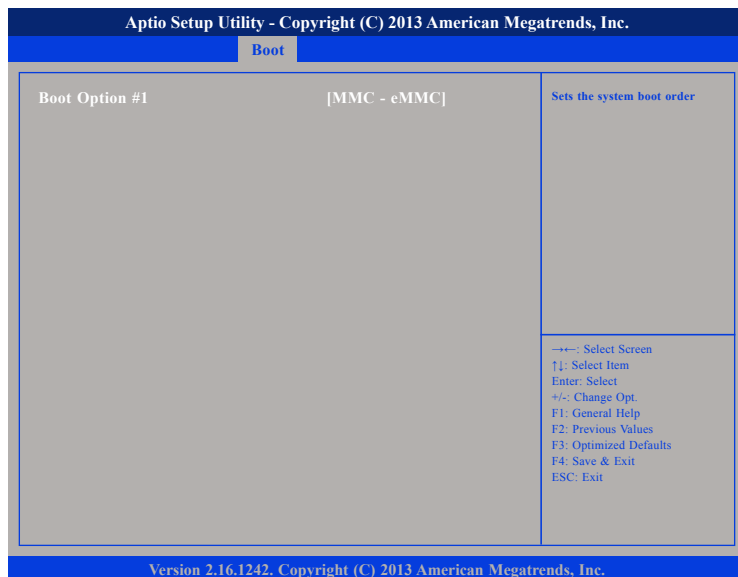 Aptio Setup Utility - Copyright (C) 2013 American Megatrends, Inc.
Boot
Boot Option #1 [MMC - eMMC]
Sets the system boot order
→←: Select Screen
↑↓: Select Item
Enter: Select
+/-: Change Opt.
F1: General Help
F2: Previous Values
F3: Optimized Defaults
F4: Save & Exit
ESC: Exit
Version 2.16.1242. Copyright (C) 2013 American Megatrends, Inc.